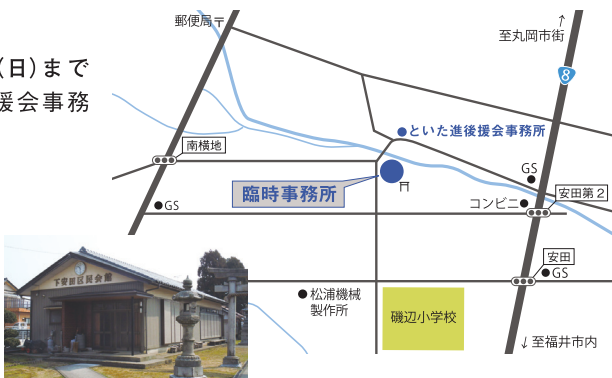 (日)まで
援会事務
郵便局〒
↑
至丸岡市街
8
といた進後援会事務所
南横地
GS
臨時事務所
GS
コンビニ
安田第2
安田
GS
松浦機械
製作所
磯辺小学校
↓至福井市内
下安田区民会館